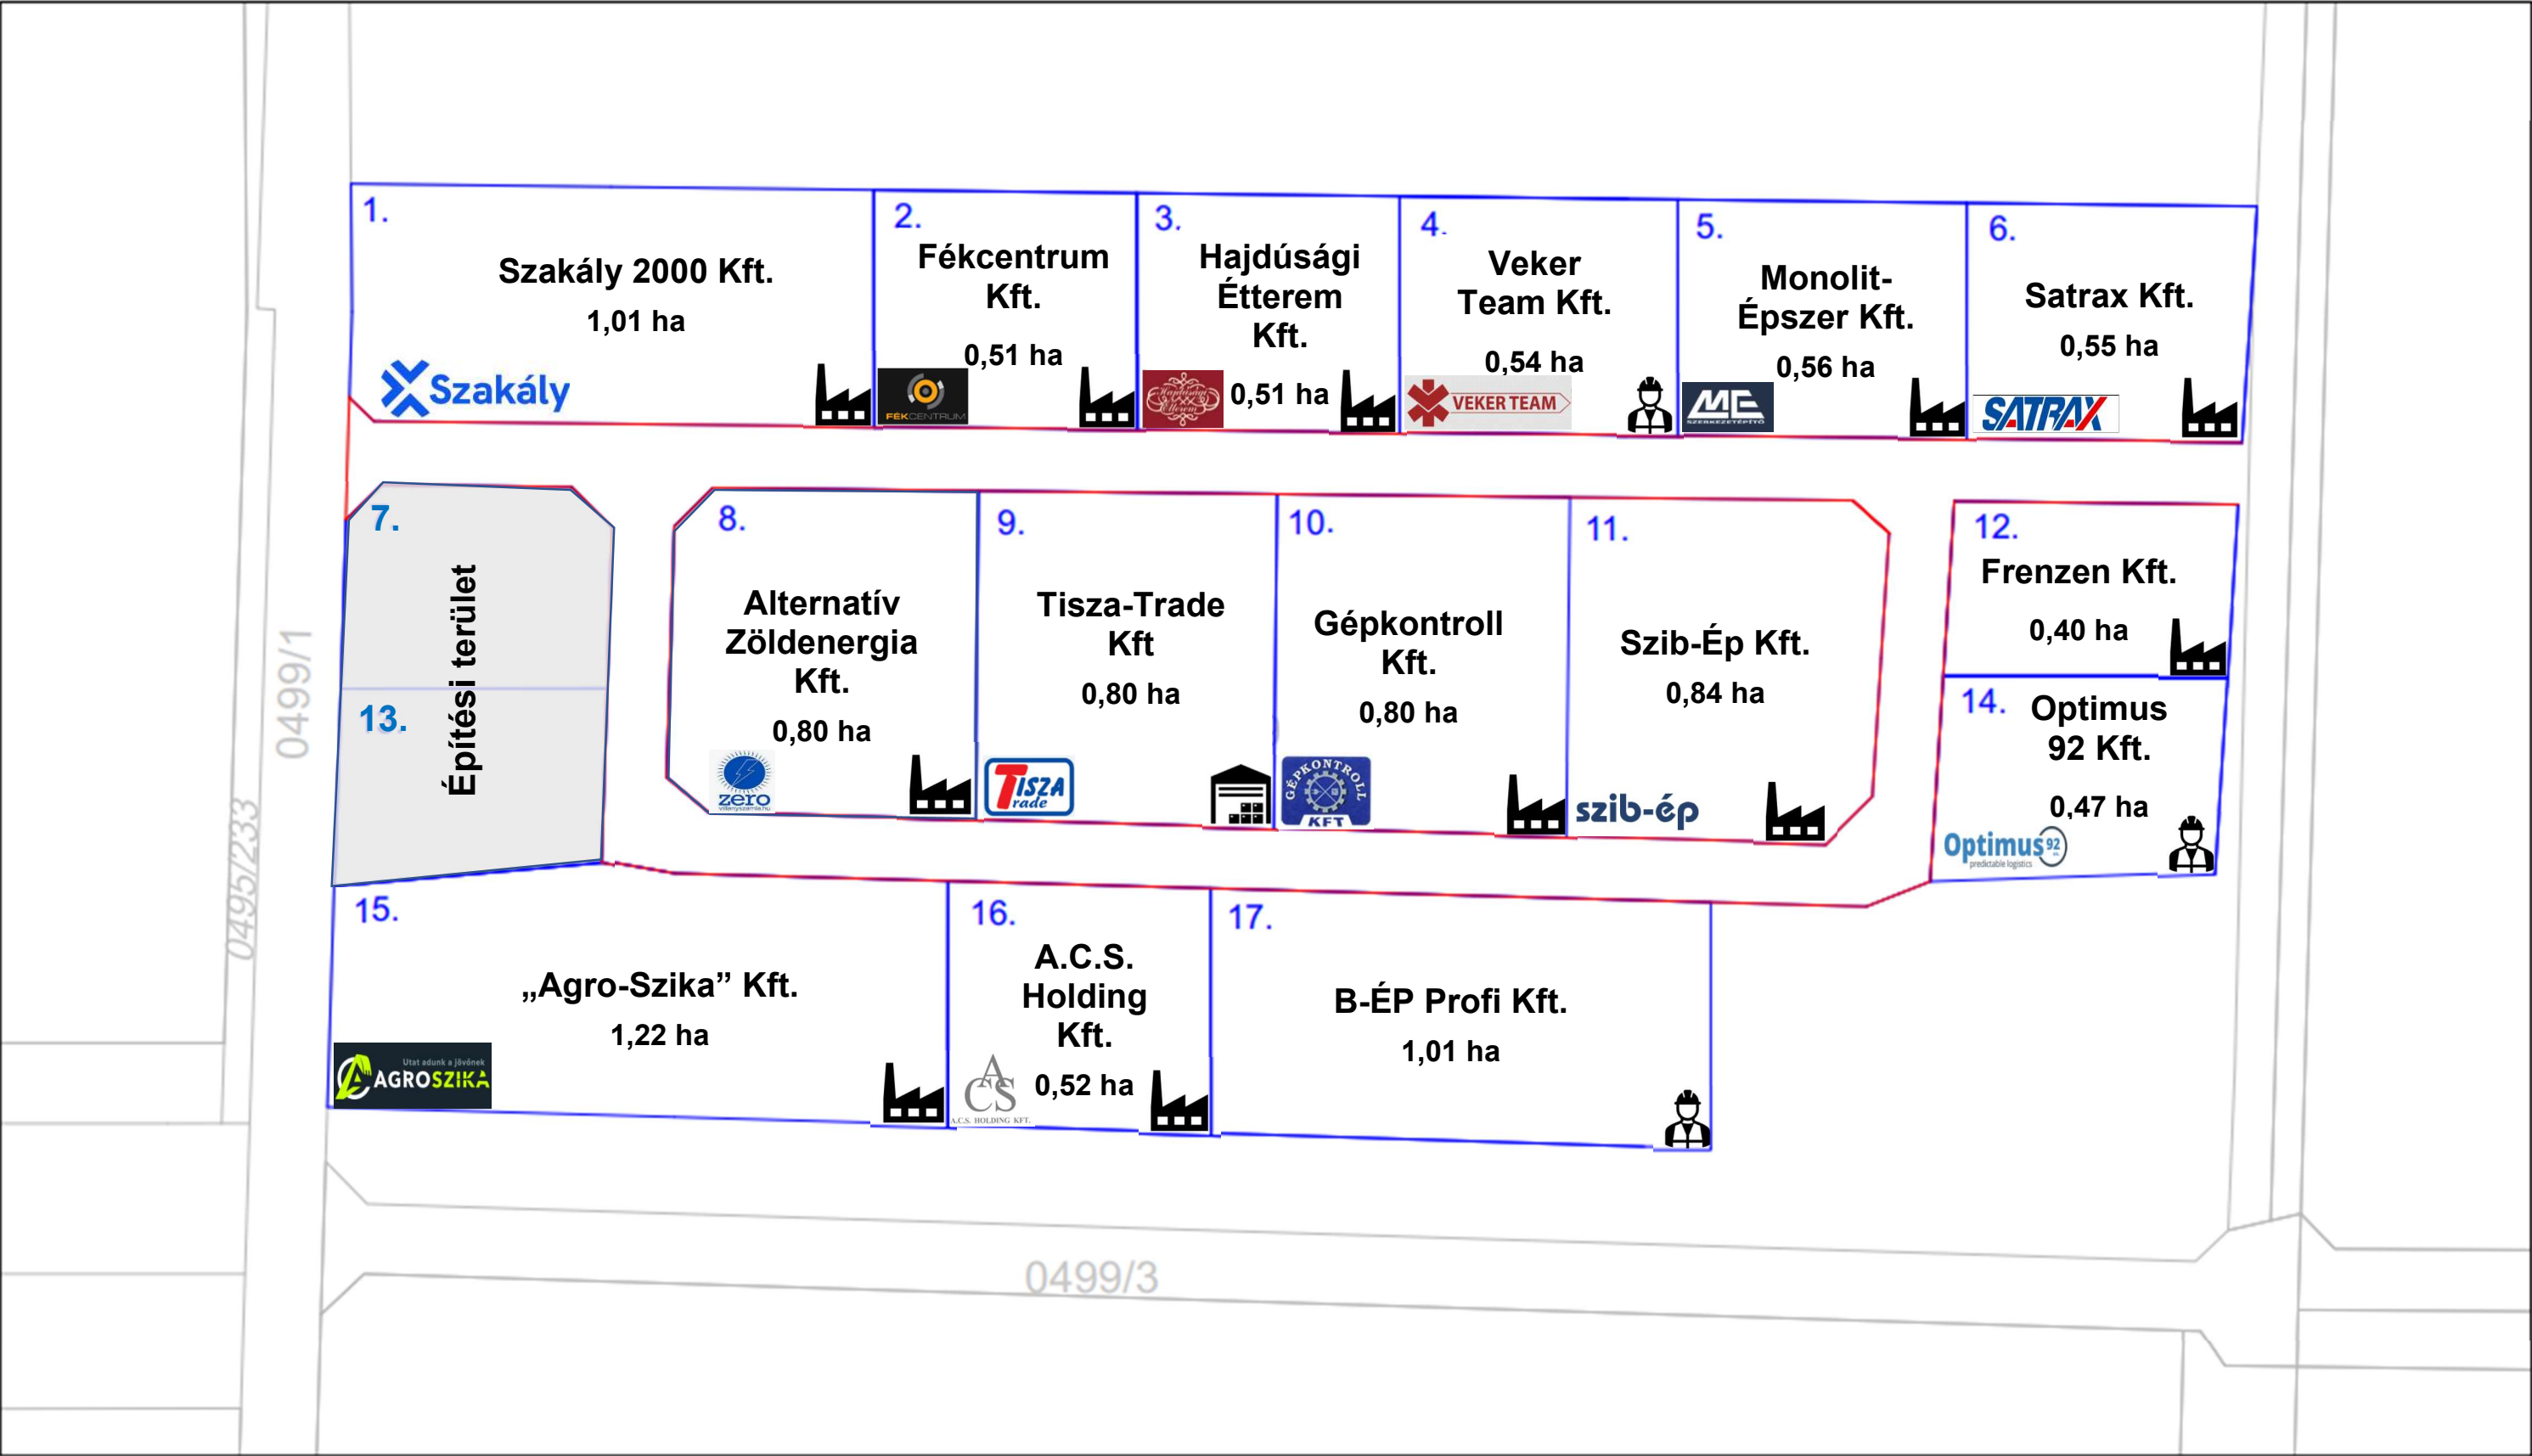 1.
Szakály 2000 Kft.
1,01 ha
Szakály
2.
Fékcentrum
Kft.
0,51 ha
FÉKCENTRUM
3.
Hajdúsági
Étterem
Kft.
0,51 ha
Hajdúsági
Étterem
4.
Veker
Team Kft.
0,54 ha
VEKER TEAM
5.
Monolit-
Épszer Kft.
0,56 ha
ME
SZERKEZETÉPÍTŐ
6.
Satrax Kft.
0,55 ha
SATRAX
7.
Építési terület
13.
8.
Alternatív
Zöldenergia
Kft.
0,80 ha
zero
villanyszamla.hu
9.
Tisza-Trade
Kft
0,80 ha
TISZA
Trade
10.
Gépkontroll
Kft.
0,80 ha
GÉPKONTROLL
KFT
11.
Szib-Ép Kft.
0,84 ha
szib-ép
12.
Frenzen Kft.
0,40 ha
14.
Optimus
92 Kft.
0,47 ha
Optimus92
predictable logistics
15.
„Agro-Szika” Kft.
1,22 ha
Utat adunk a jövőnek
AGROSZIKA
16.
A.C.S.
Holding
Kft.
0,52 ha
ACS
A.C.S. HOLDING KFT.
17.
B-ÉP Profi Kft.
1,01 ha
0499/1
0495/233
0499/3